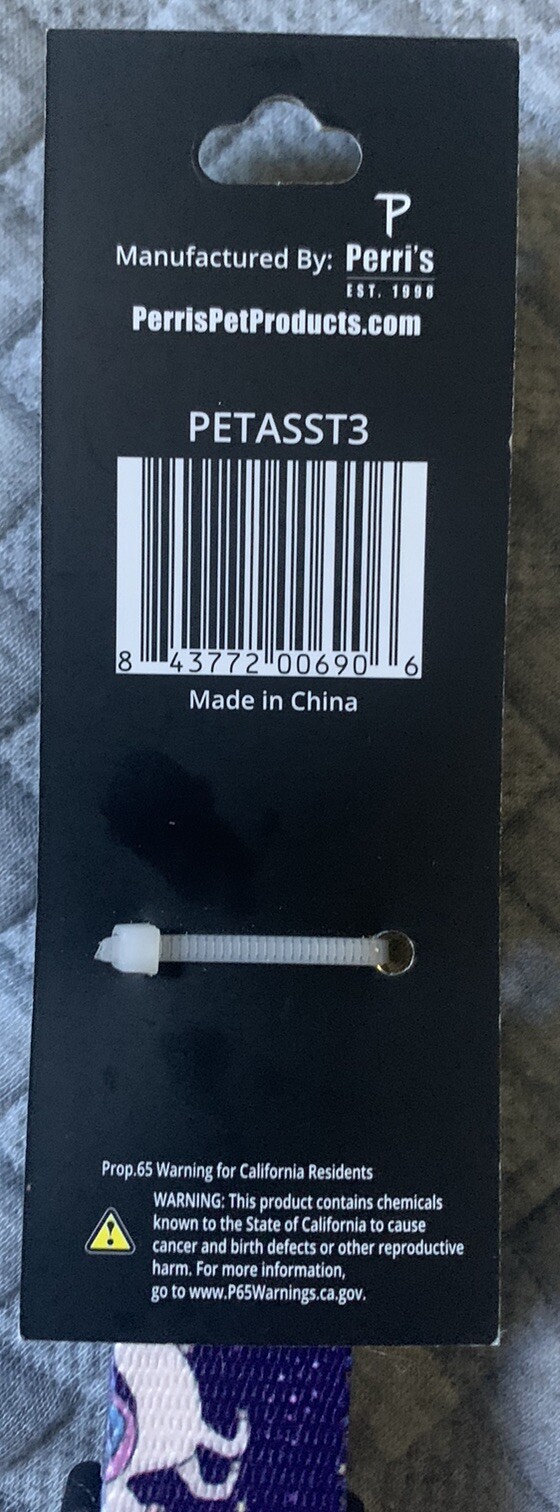 P
Manufactured By: Perri's
EST. 1998
PerrisPetProducts.com
PETASST3
8 43772 00690 6
Made in China
Prop.65 Warning for California Residents
WARNING: This product contains chemicals
known to the State of California to cause
cancer and birth defects or other reproductive
harm. For more information,
go to www.P65Warnings.ca.gov.